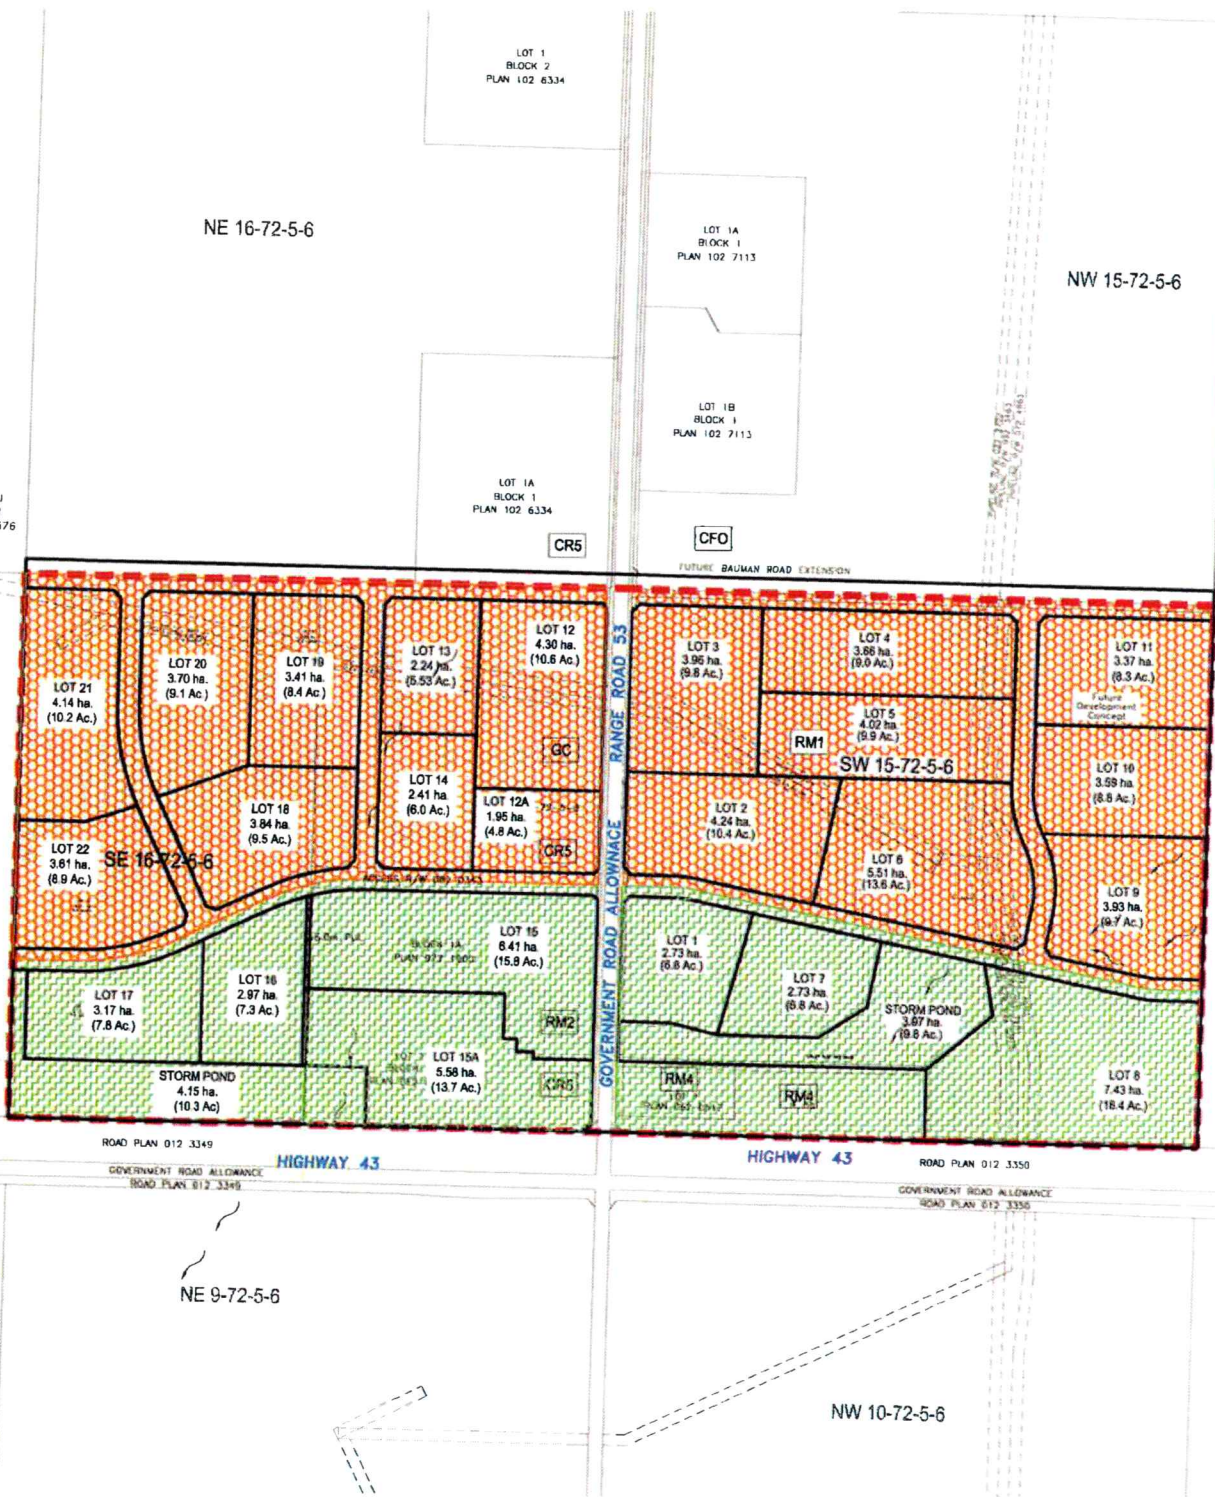 LOT 1
BLOCK 2
PLAN 102 6334
NE 16-72-5-6
LOT 1A
BLOCK 1
PLAN 102 7113
NW 15-72-5-6
LOT 1B
BLOCK 1
PLAN 102 7113
LOT 1A
BLOCK 1
PLAN 102 6334
CR5
CFO
FUTURE BAUMAN ROAD EXTENSION
LOT 21
4.14 ha.
(10.2 Ac.)
LOT 20
3.70 ha.
(9.1 Ac.)
LOT 19
3.41 ha.
(8.4 Ac.)
LOT 13
2.24 ha.
(5.53 Ac.)
LOT 12
4.30 ha.
(10.6 Ac.)
GOVERNMENT ROAD ALLOWNACE RANGE ROAD 53
LOT 3
3.95 ha.
(9.8 Ac.)
LOT 4
3.66 ha.
(9.0 Ac.)
LOT 11
3.37 ha.
(8.3 Ac.)
Future
Development
Concept
LOT 5
4.02 ha.
(9.9 Ac.)
RM1
SW 15-72-5-6
GC
LOT 10
3.58 ha.
(8.8 Ac.)
LOT 14
2.41 ha.
(6.0 Ac.)
LOT 12A
1.95 ha.
(4.8 Ac.)
LOT 18
3.84 ha.
(9.5 Ac.)
LOT 2
4.24 ha.
(10.4 Ac.)
LOT 22
3.61 ha.
(8.9 Ac.)
SE 16-72-5-6
CR5
LOT 6
5.51 ha.
(13.6 Ac.)
ACCESS R/W 082 0343
LOT 9
3.93 ha.
(9.7 Ac.)
LOT 15
6.41 ha.
(15.8 Ac.)
BLOCK 1A
LOT 1
2.73 ha.
(6.8 Ac.)
LOT 7
2.73 ha.
(6.8 Ac.)
LOT 17
3.17 ha.
(7.8 Ac.)
LOT 16
2.97 ha.
(7.3 Ac.)
STORM POND
3.97 ha.
(9.8 Ac.)
RM2
LOT 15A
5.58 ha.
(13.7 Ac.)
CR5
RM4
RM4
LOT 8
7.43 ha.
(18.4 Ac.)
STORM POND
4.15 ha.
(10.3 Ac)
ROAD PLAN 012 3349
HIGHWAY 43
HIGHWAY 43
ROAD PLAN 012 3350
GOVERNMENT ROAD ALLOWANCE
ROAD PLAN 012 3349
GOVERNMENT ROAD ALLOWANCE
ROAD PLAN 012 3350
NE 9-72-5-6
NW 10-72-5-6